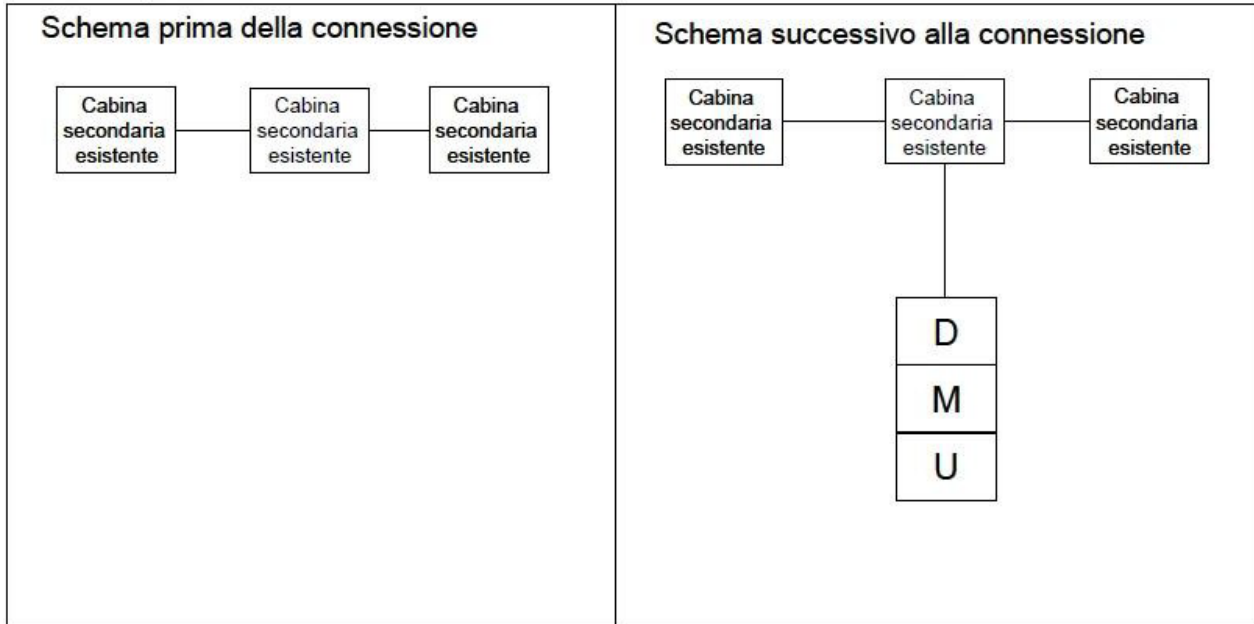 Schema prima della connessione
Cabina
secondaria
esistente
Cabina
secondaria
esistente
Cabina
secondaria
esistente
Schema successivo alla connessione
Cabina
secondaria
esistente
Cabina
secondaria
esistente
Cabina
secondaria
esistente
D
M
U